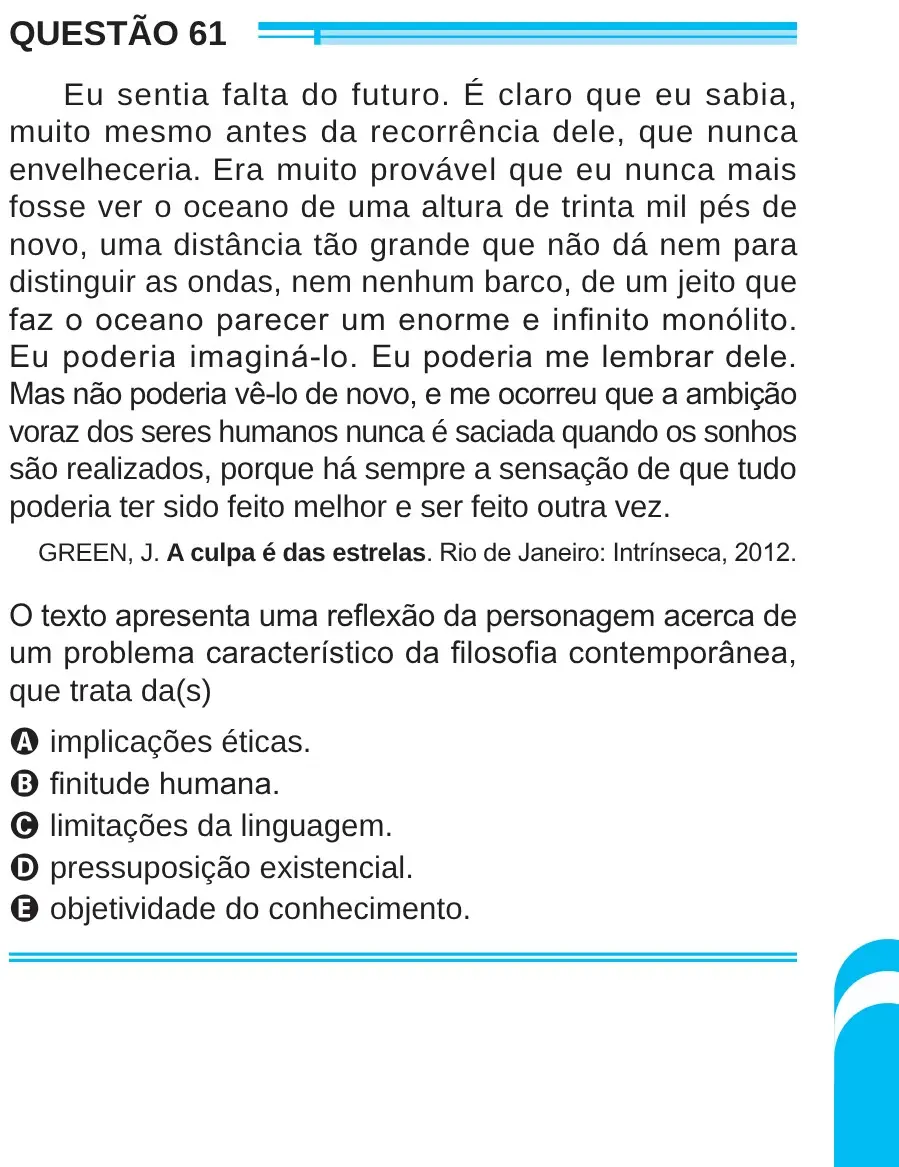 QUESTÃO 61
Eu sentia falta do futuro. É claro que eu sabia,
muito mesmo antes da recorrência dele, que nunca
envelheceria. Era muito provável que eu nunca mais
fosse ver o oceano de uma altura de trinta mil pés de
novo, uma distância tão grande que não dá nem para
distinguir as ondas, nem nenhum barco, de um jeito que
faz o oceano parecer um enorme e infinito monólito.
Eu poderia imaginá-lo. Eu poderia me lembrar dele.
Mas não poderia vê-lo de novo, e me ocorreu que a ambição
voraz dos seres humanos nunca é saciada quando os sonhos
são realizados, porque há sempre a sensação de que tudo
poderia ter sido feito melhor e ser feito outra vez.
GREEN, J. A culpa é das estrelas. Rio de Janeiro: Intrínseca, 2012.
O texto apresenta uma reflexão da personagem acerca de
um problema característico da filosofia contemporânea,
que trata da(s)
A implicações éticas.
B finitude humana.
C limitações da linguagem.
D pressuposição existencial.
E objetividade do conhecimento.